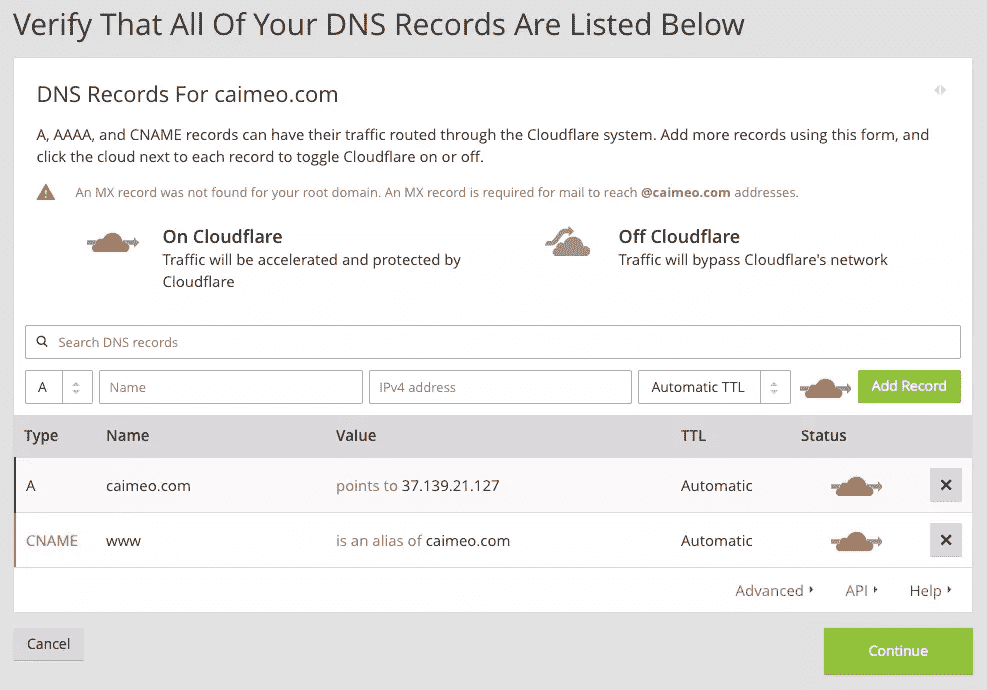 Verify That All Of Your DNS Records Are Listed Below
DNS Records For caimeo.com
A, AAAA, and CNAME records can have their traffic routed through the Cloudflare system. Add more records using this form, and
click the cloud next to each record to toggle Cloudflare on or off.
An MX record was not found for your root domain. An MX record is required for mail to reach @caimeo.com addresses.
On Cloudflare
Traffic will be accelerated and protected by
Cloudflare
Off Cloudflare
Traffic will bypass Cloudflare's network
Search DNS records
A Name IPv4 address Automatic TTL Add Record
Type Name Value TTL Status
A caimeo.com points to 37.139.21.127 Automatic
CNAME www is an alias of caimeo.com Automatic
Advanced API Help
Cancel
Continue